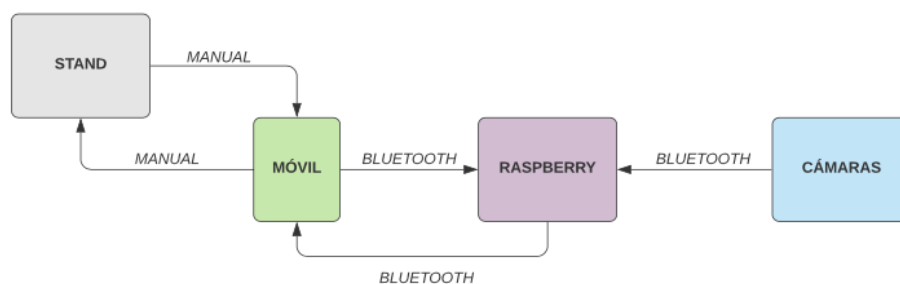 STAND
MANUAL
MANUAL
MÓVIL
BLUETOOTH
RASPBERRY
BLUETOOTH
CÁMARAS
BLUETOOTH